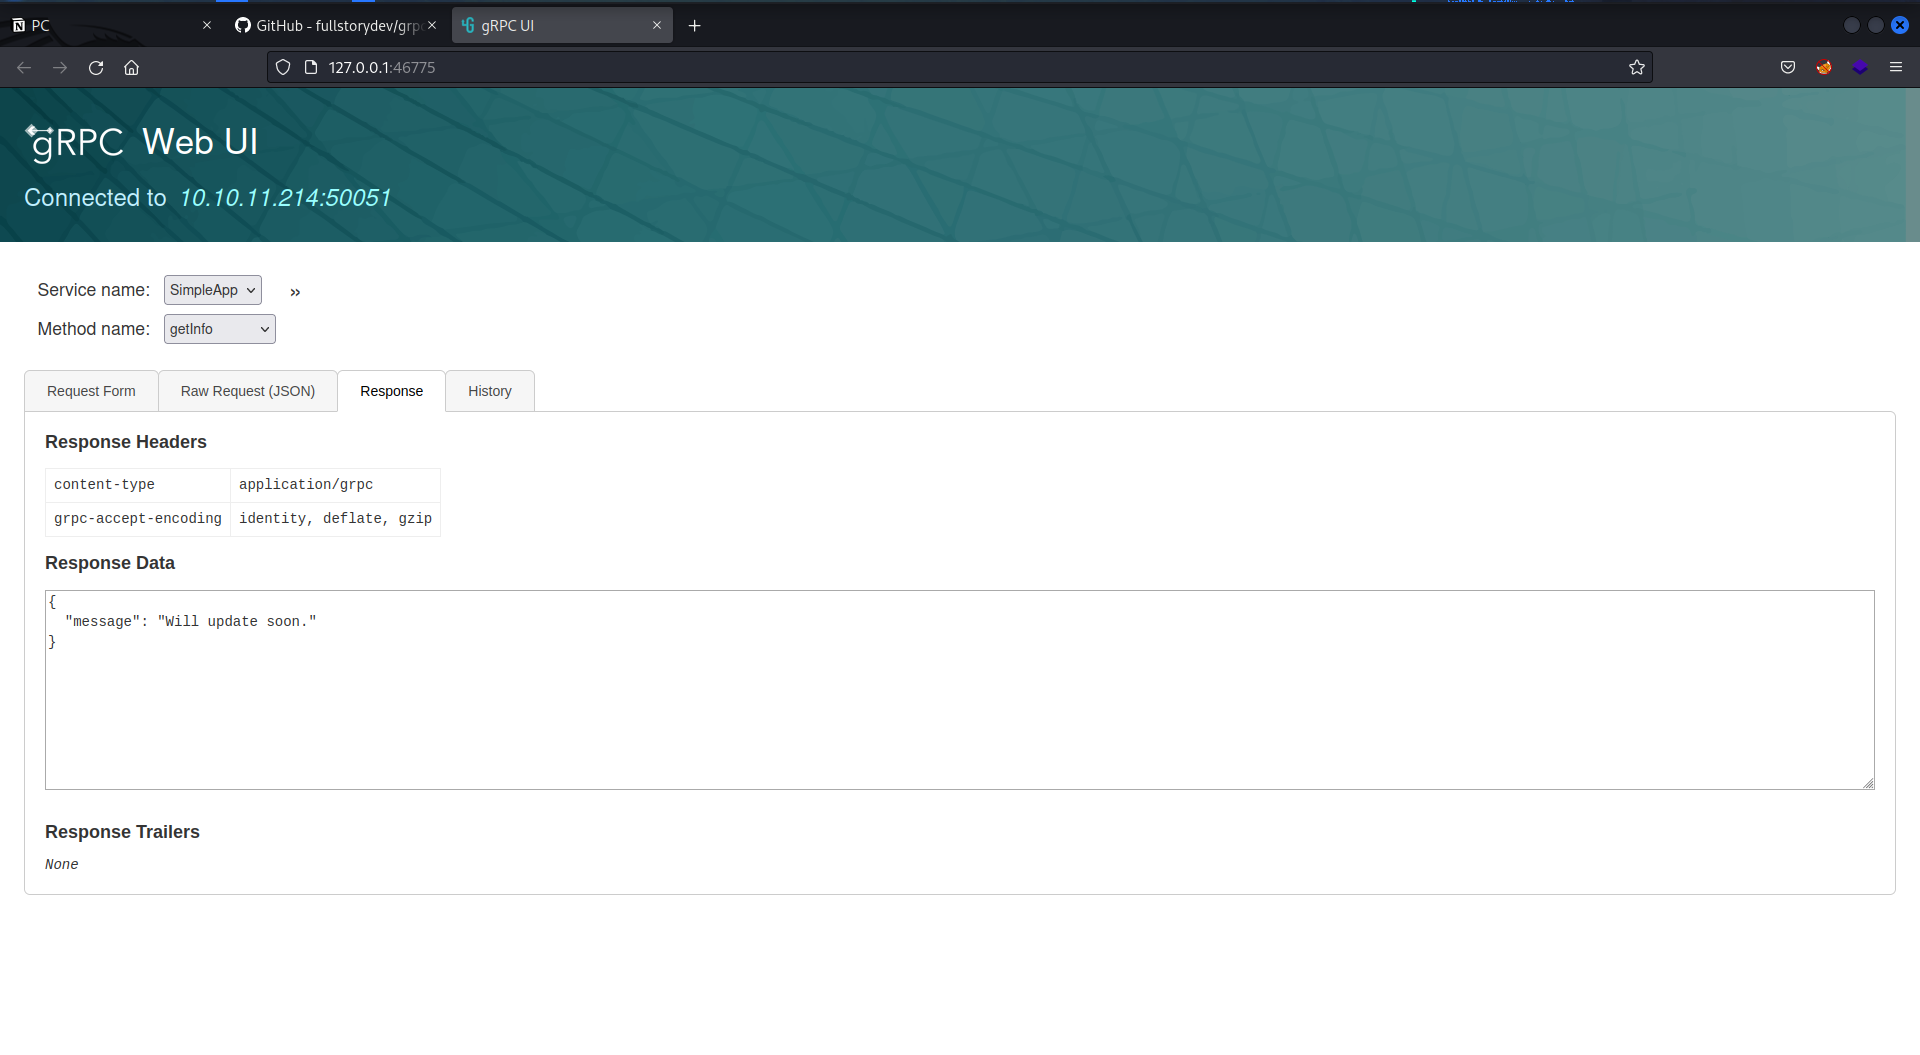 PC
GitHub - fullstorydev/grpc
gRPC UI
127.0.0.1:46775
gRPC Web UI
Connected to 10.10.11.214:50051
Service name: SimpleApp »
Method name: getInfo
Request Form
Raw Request (JSON)
Response
History
Response Headers
content-type application/grpc
grpc-accept-encoding identity, deflate, gzip
Response Data
{
"message": "Will update soon."
}
Response Trailers
None